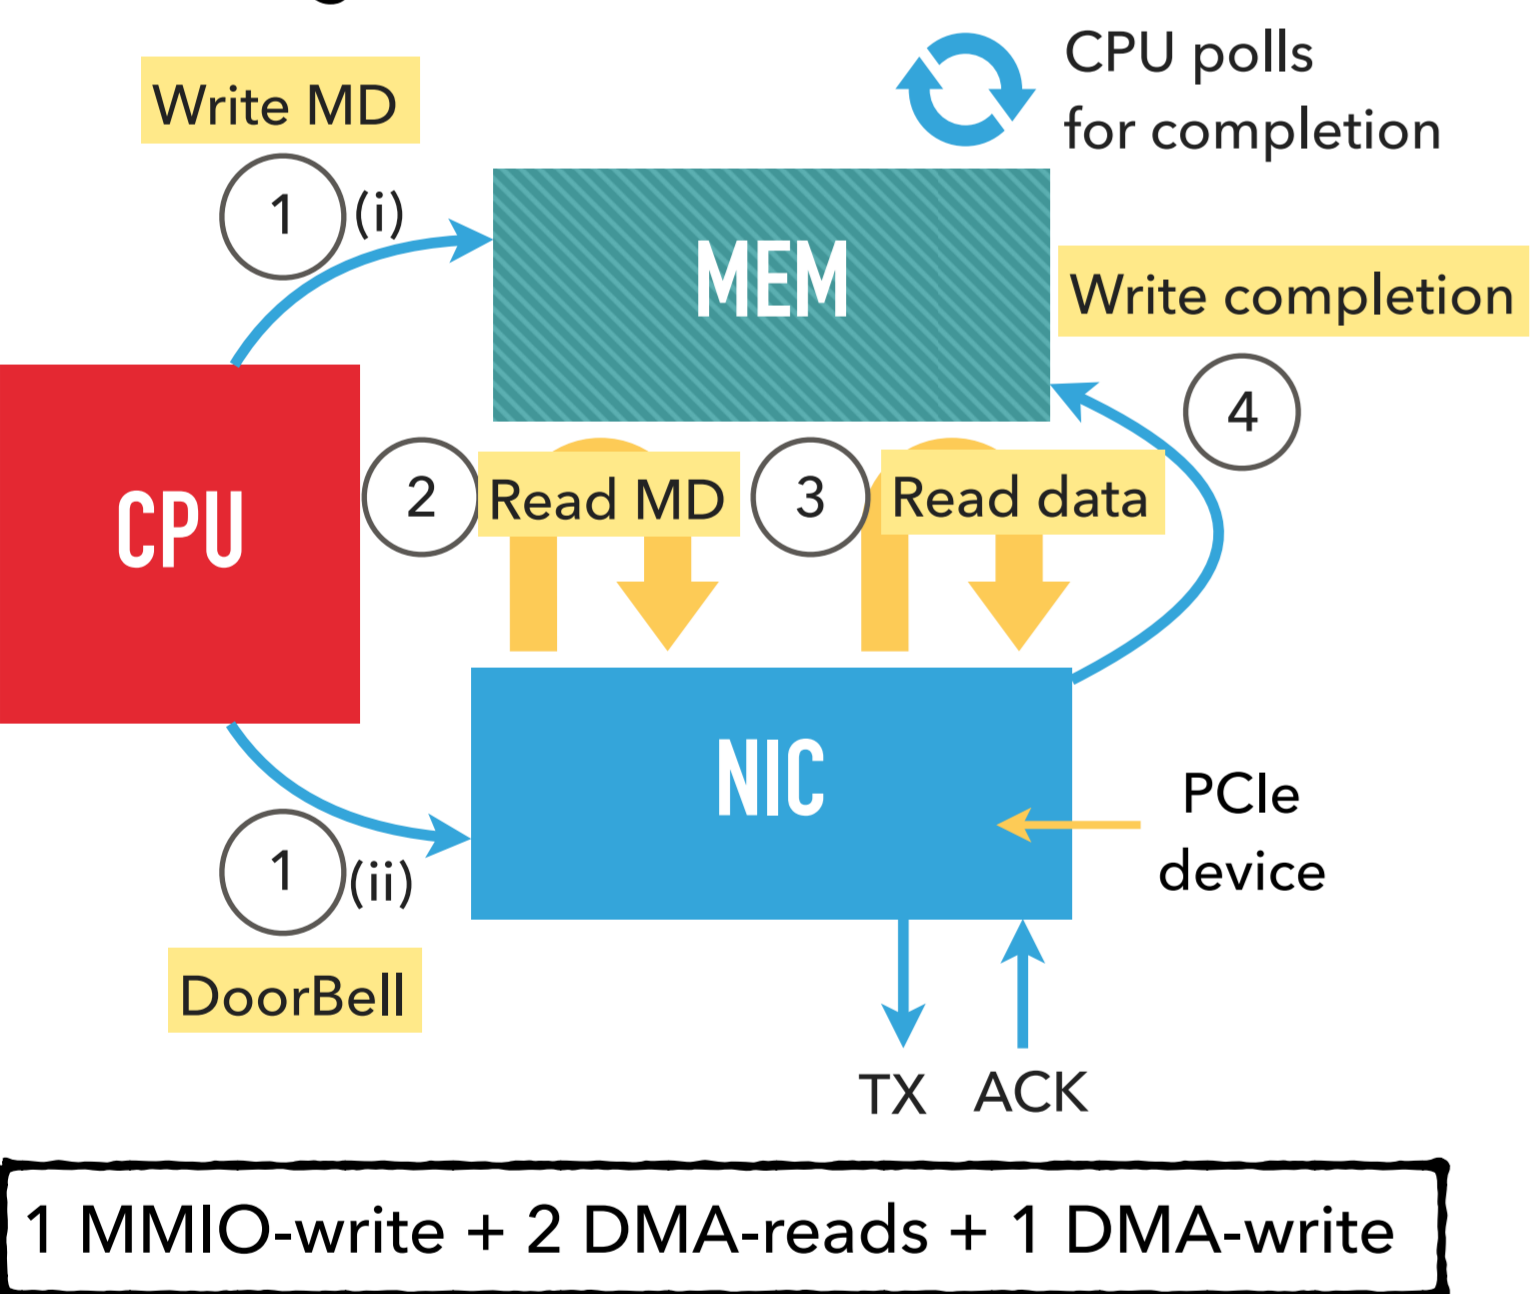 CPU polls
for completion
Write MD
1 (i)
MEM
Write completion
4
2 Read MD
3 Read data
CPU
NIC
PCIe
device
1 (ii)
DoorBell
TX ACK
1 MMIO-write + 2 DMA-reads + 1 DMA-write